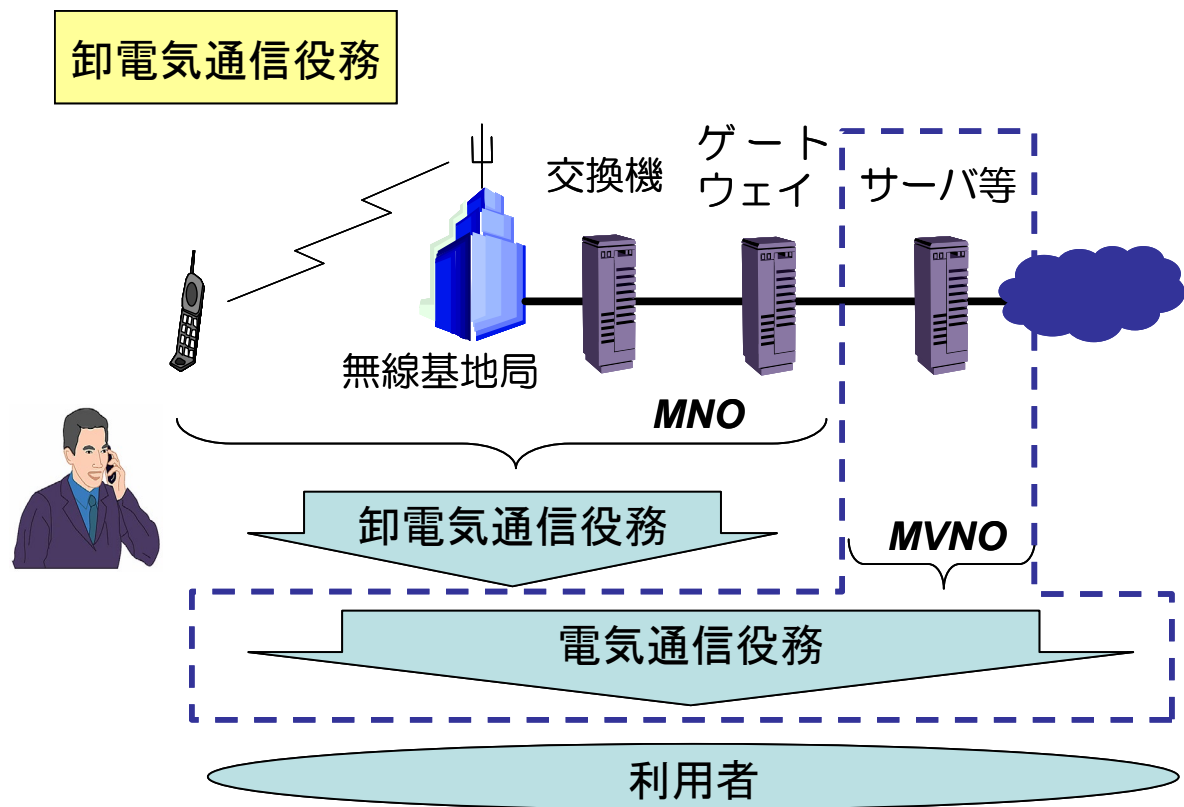 卸電気通信役務
交換機
ゲート
ウェイ
サーバ等
無線基地局
MNO
卸電気通信役務
MVNO
電気通信役務
利用者